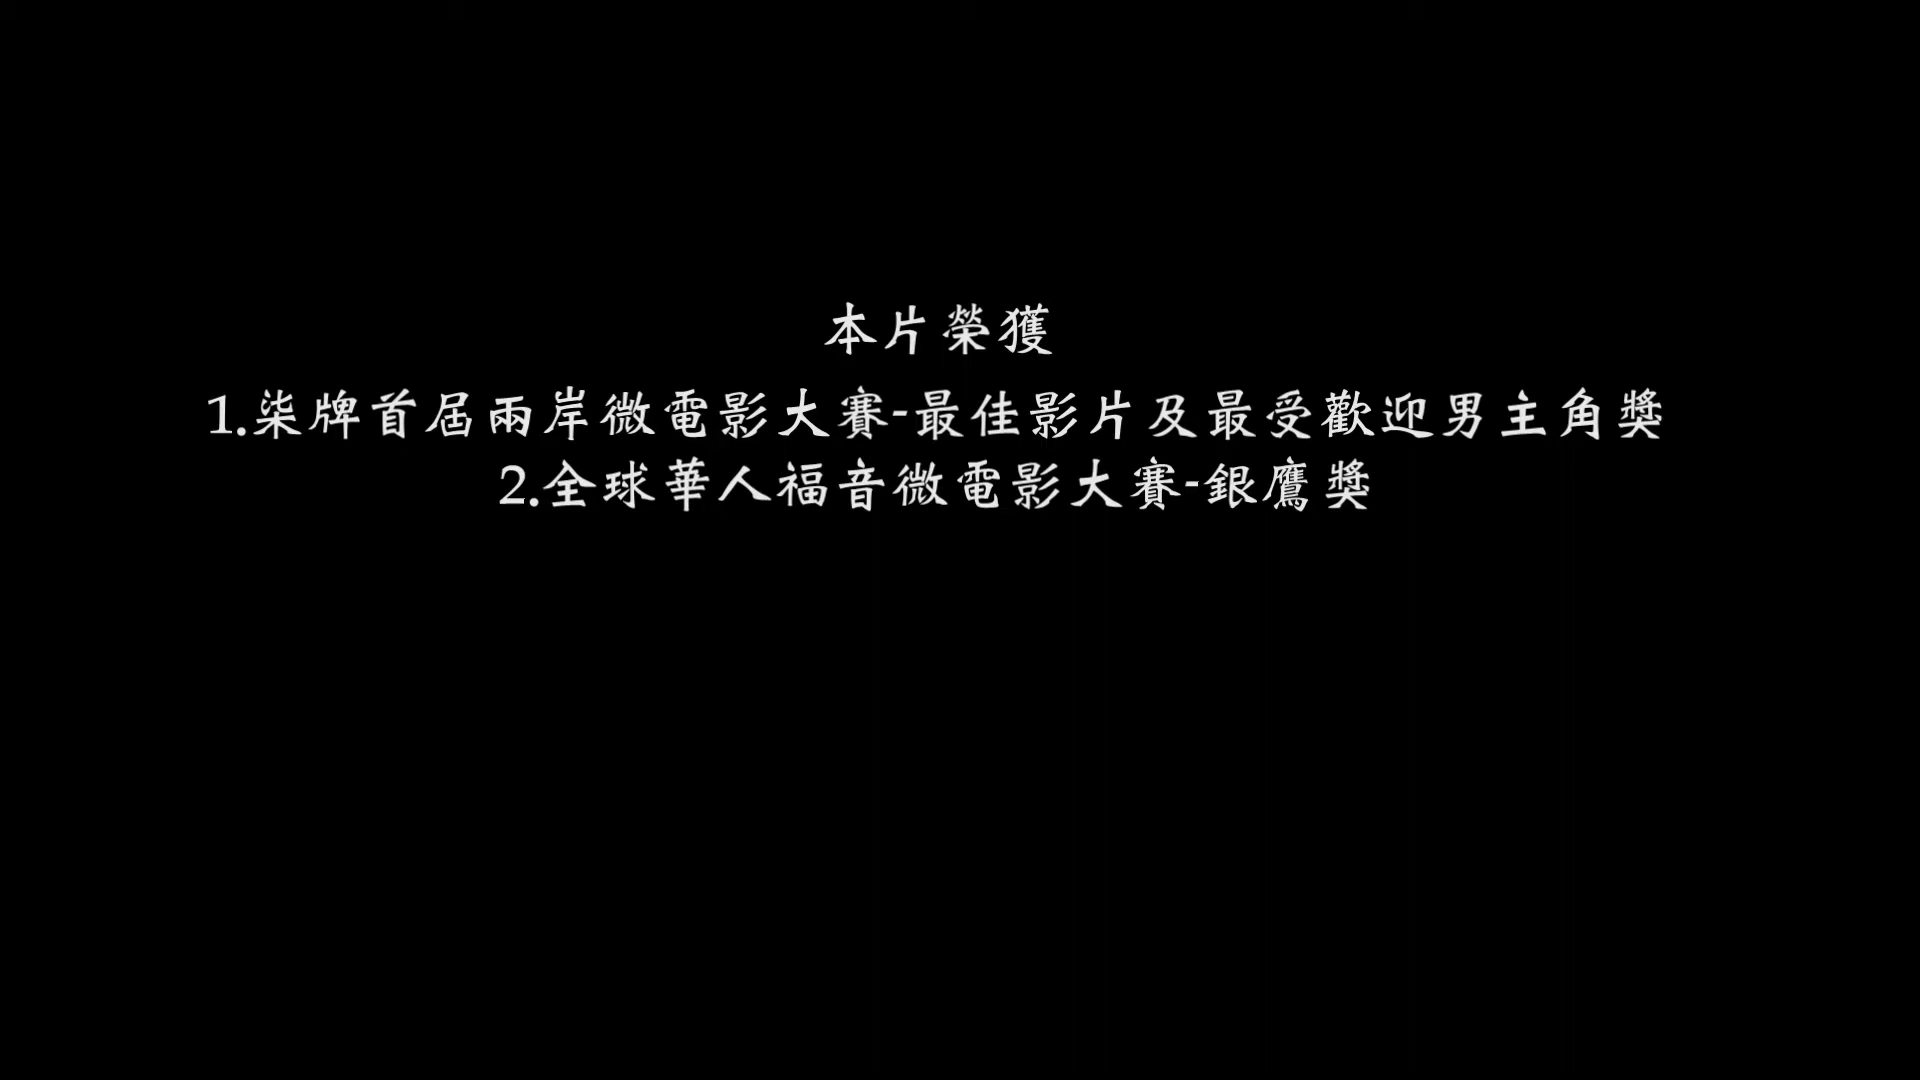 本片榮獲
1.柒牌首屆兩岸微電影大賽-最佳影片及最受歡迎男主角獎
2.全球華人福音微電影大賽-銀鷹獎